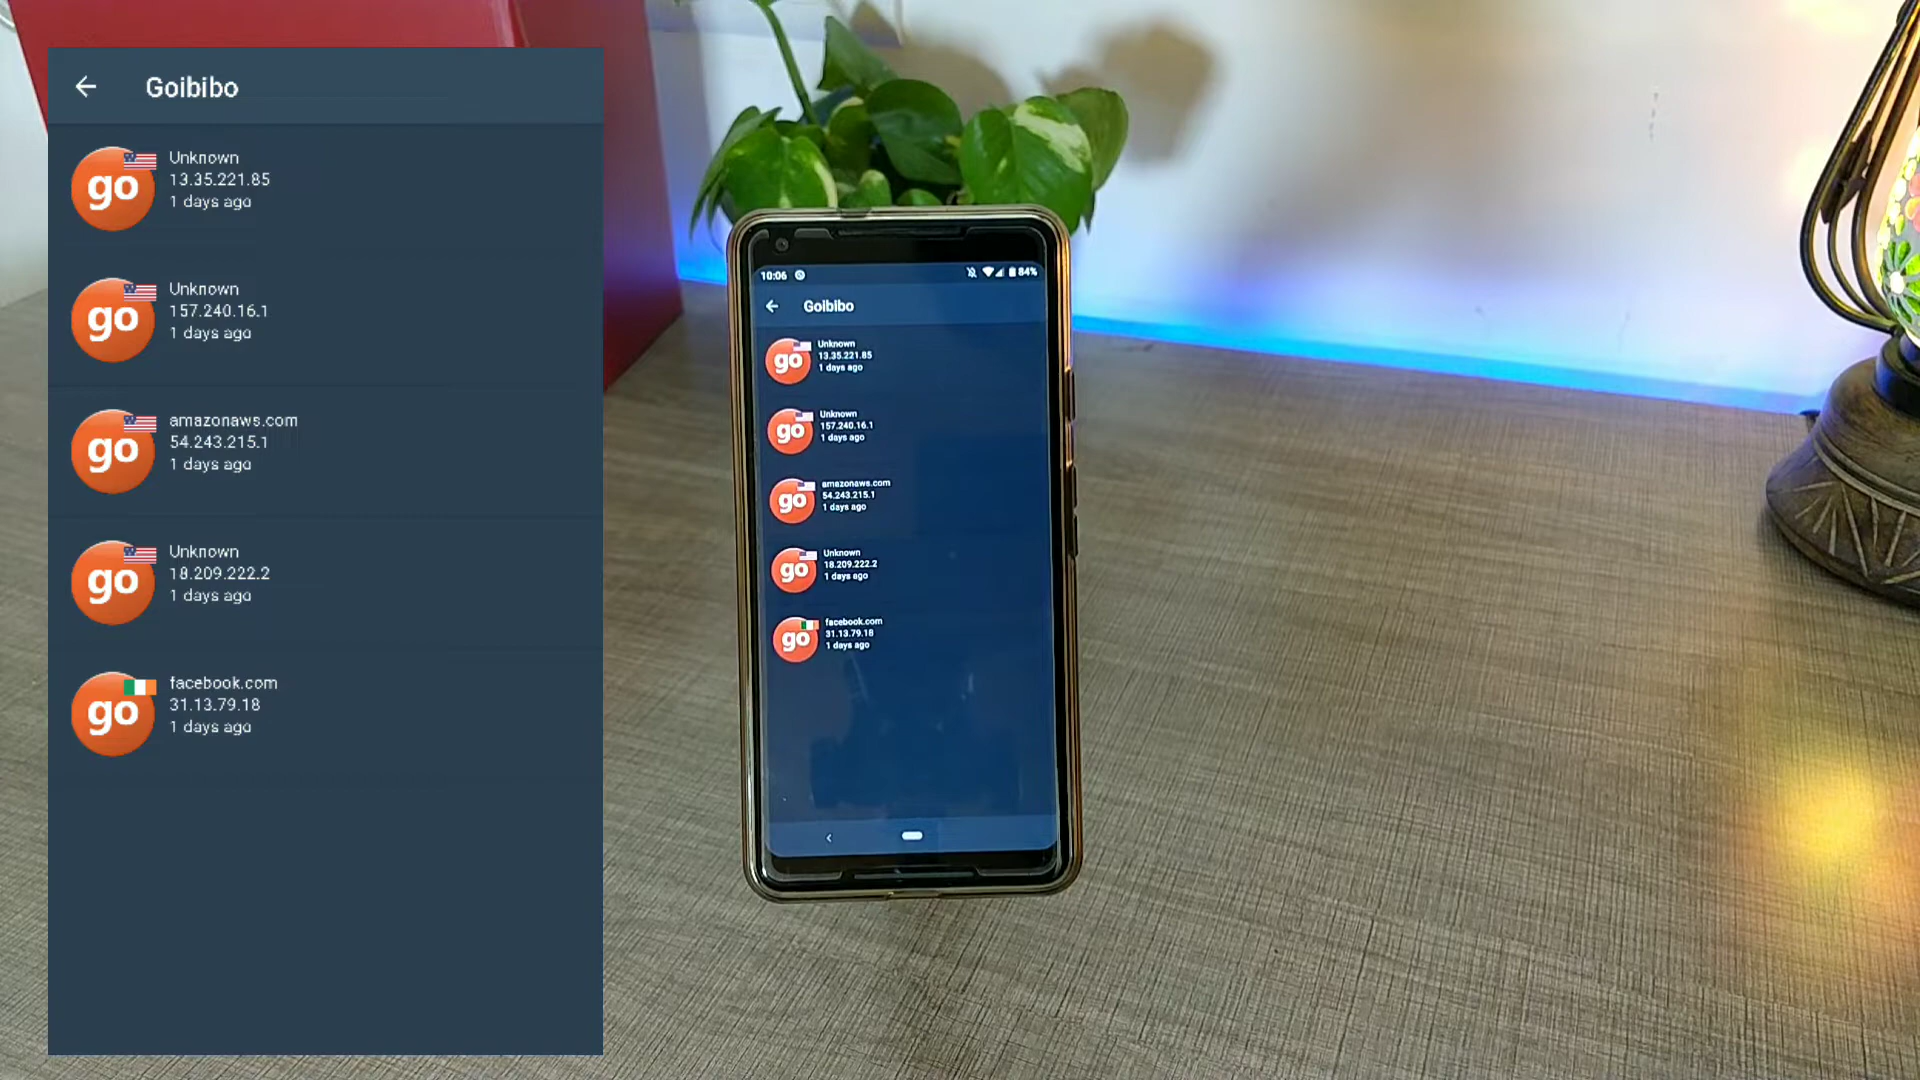 Goibibo
go
Unknown
13.35.221.85
1 days ago
go
Unknown
157.240.16.1
1 days ago
go
amazonaws.com
54.243.215.1
1 days ago
go
Unknown
18.209.222.2
1 days ago
go
facebook.com
31.13.79.18
1 days ago
10:06
84%
Goibibo
go
Unknown
13.35.221.85
1 days ago
go
Unknown
157.240.16.1
1 days ago
go
amazonaws.com
54.243.215.1
1 days ago
go
Unknown
18.209.222.2
1 days ago
go
facebook.com
31.13.79.18
1 days ago